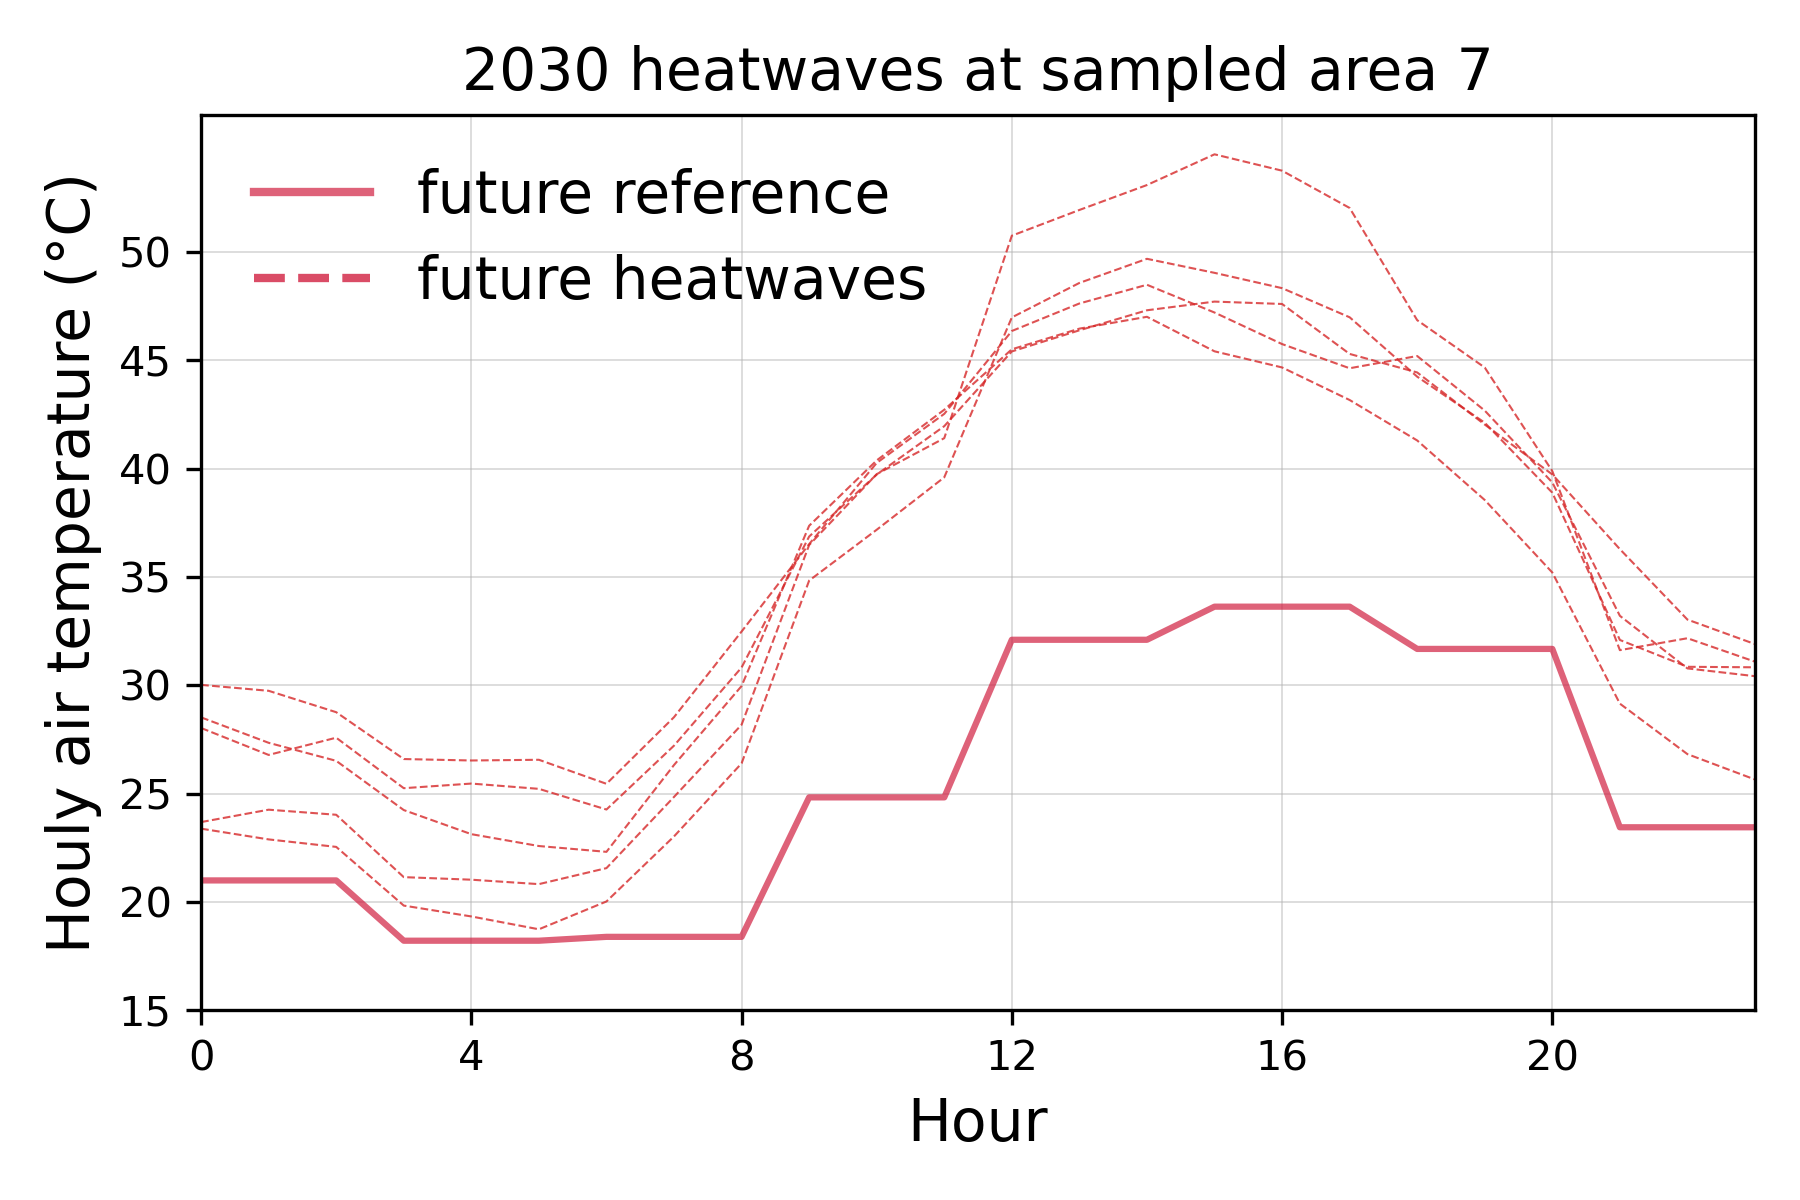 2030 heatwaves at sampled area 7
future reference
future heatwaves
Houly air temperature (°C)
50
45
40
35
30
25
20
15
0 4 8 12 16 20
Hour